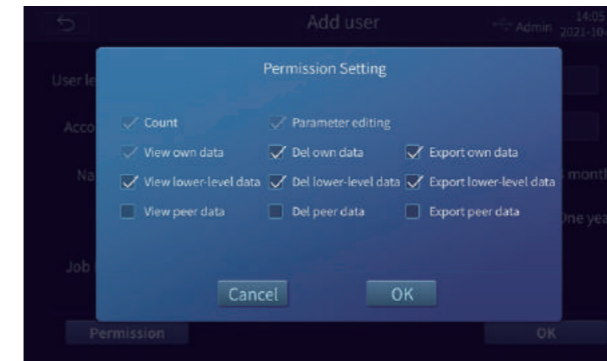 Add user
Admin
14:05
2021-10-
User le
Permission Setting
Acco
Count
Parameter editing
View own data
Del own data
Export own data
Na
View lower-level data
Del lower-level data
Export lower-level data
month
View peer data
Del peer data
Export peer data
One yea
Job
Cancel
OK
Permission
OK